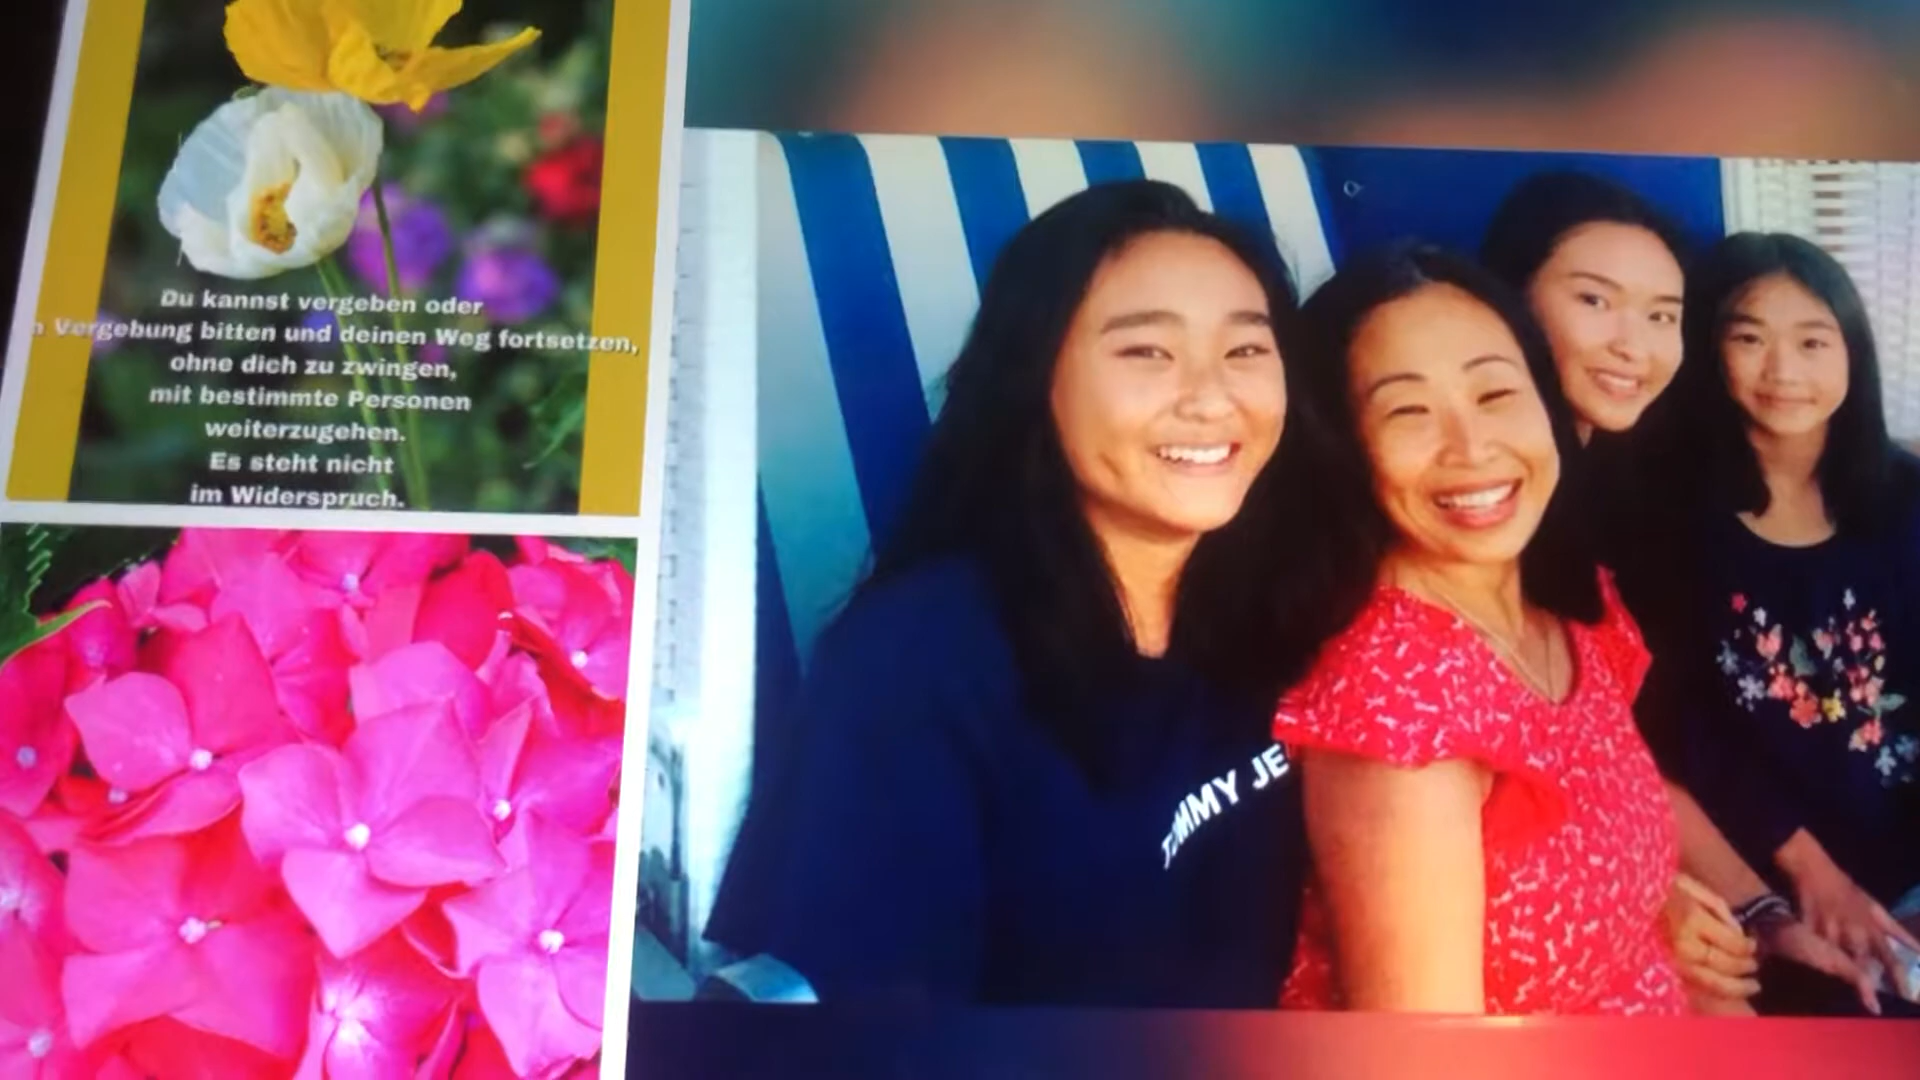 Du kannst vergeben oder
Vergebung bitten und deinen Weg fortsetzen,
ohne dich zu zwingen,
mit bestimmte Personen
weiterzugehen.
Es steht nicht
im Widerspruch.
TOMMY JE